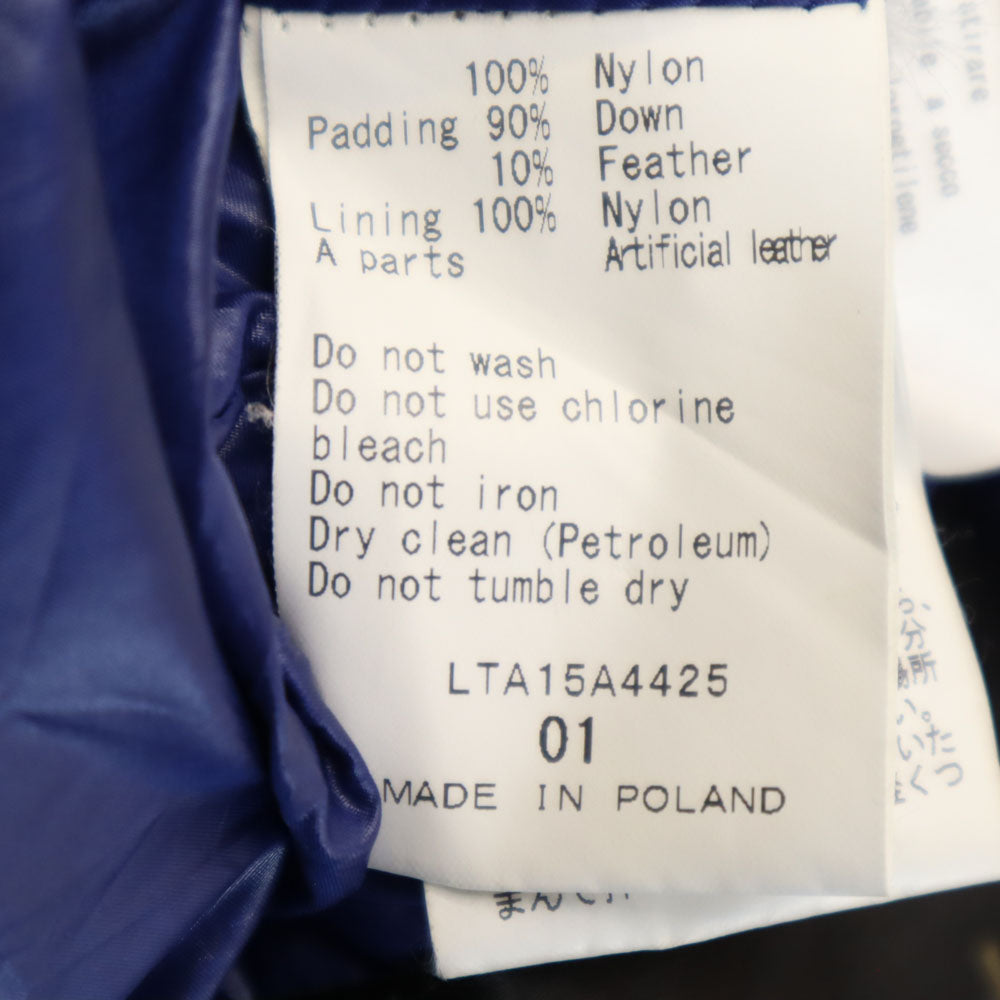 100% Nylon
Padding 90% Down
10% Feather
Lining 100% Nylon
A parts Artificial leather
Do not wash
Do not use chlorine
bleach
Do not iron
Dry clean (Petroleum)
Do not tumble dry
LTA15A4425
01
MADE IN POLAND